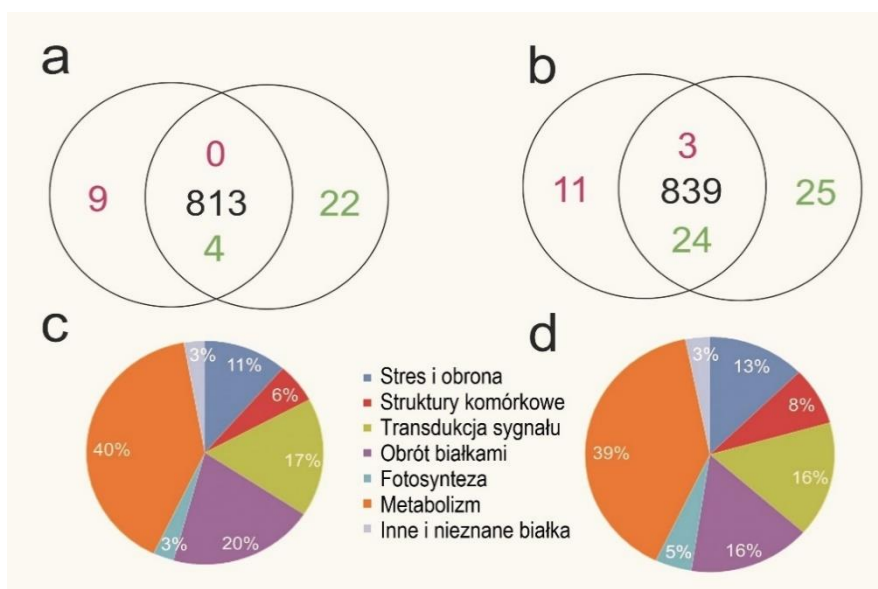 a
b
0
9
813
22
4
3
11
839
25
24
c
d
3%
11%
6%
17%
20%
3%
40%
Stres i obrona
Struktury komórkowe
Transdukcja sygnału
Obrót białkami
Fotosynteza
Metabolizm
Inne i nieznane białka
3%
13%
8%
16%
16%
5%
39%